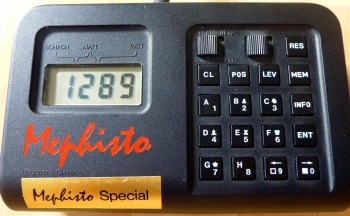 SCHACH MATT PATT
1289
RES
CL POS LEV MEM
A 1 B 2 C 3 INFO
D 4 E 5 F 6 ENT
G 7 H 8 ← 9 → 0
Mephisto
Mephisto Special